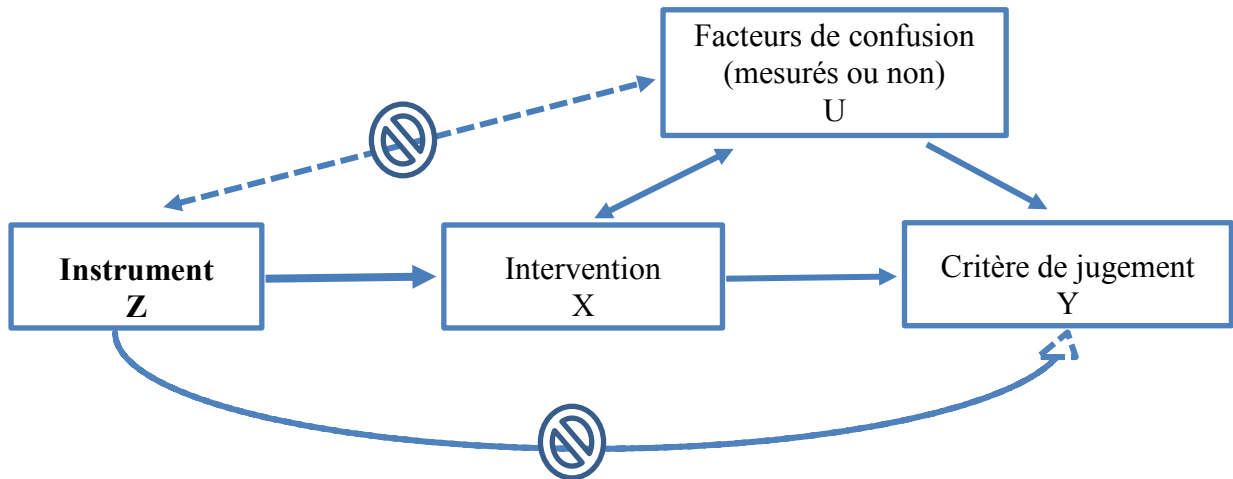 Facteurs de confusion
(mesurés ou non)
U
Instrument
Z
Intervention
X
Critère de jugement
Y